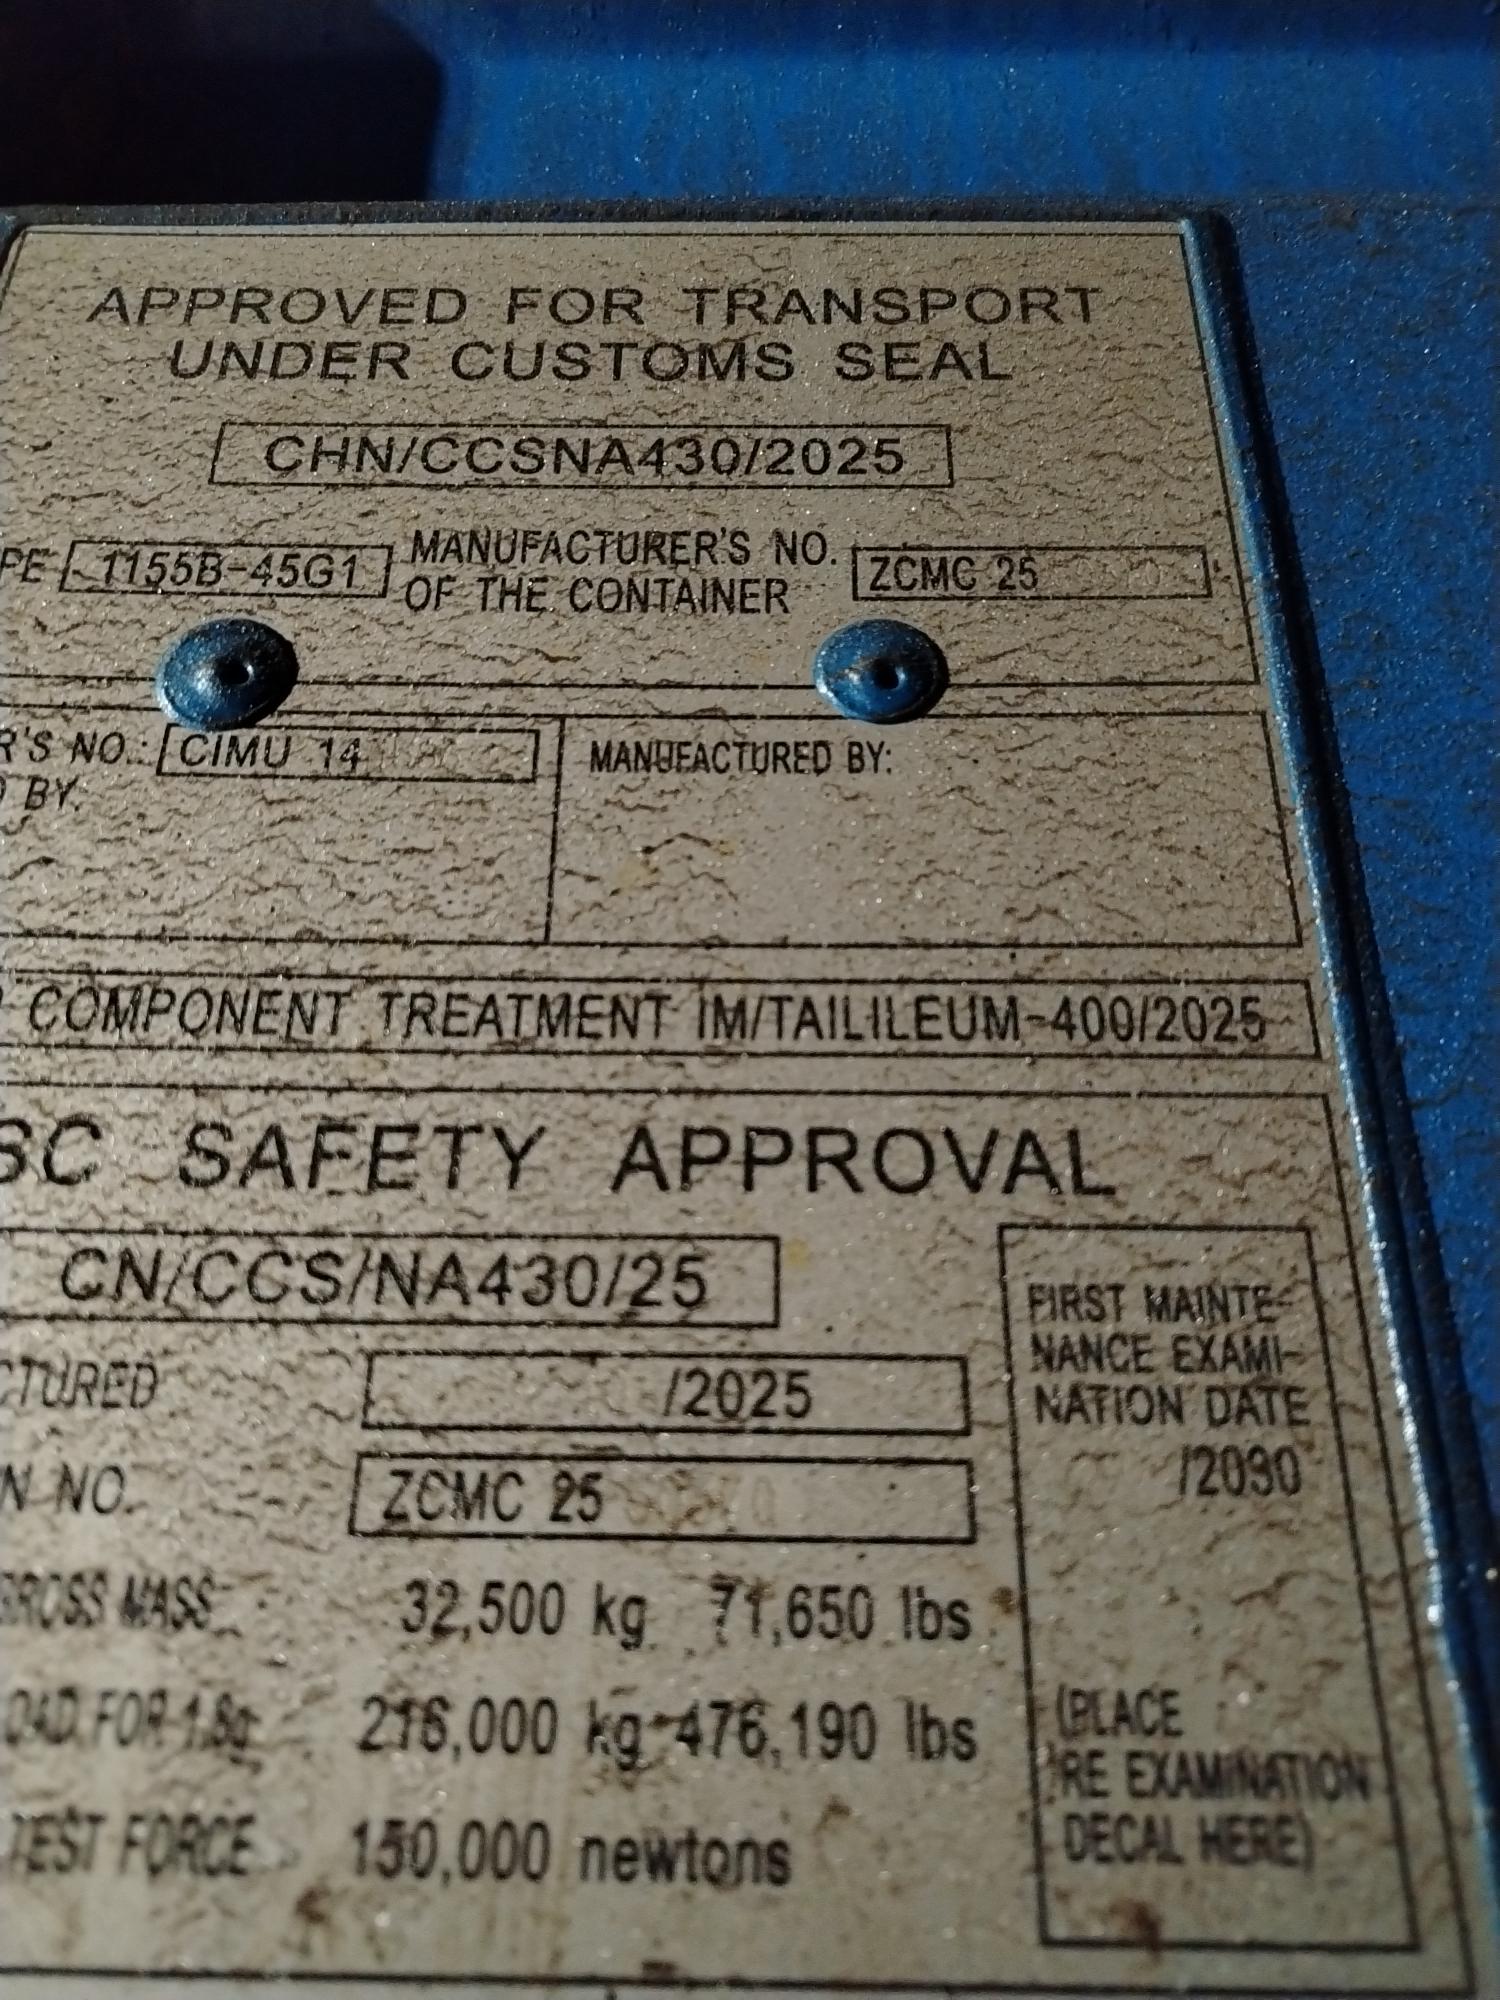 APPROVED FOR TRANSPORT
UNDER CUSTOMS SEAL
CHN/CCSNA430/2025
PE 1155B-45G1 MANUFACTURER'S NO. OF THE CONTAINER ZCMC 25
R'S NO.: CIMU 14
BY.
MANUFACTURED BY:
COMPONENT TREATMENT IM/TAILILEUM-400/2025
SC SAFETY APPROVAL
CN/CCS/NA430/25
CTURED /2025
N NO. ZCMC 25
GROSS MASS 32,500 kg 71,650 lbs
OAD FOR 1.8g 216,000 kg 476,190 lbs
TEST FORCE 150,000 newtons
FIRST MAINTE-
NANCE EXAMI-
NATION DATE
/2030
(PLACE
RE EXAMINATION
DECAL HERE)